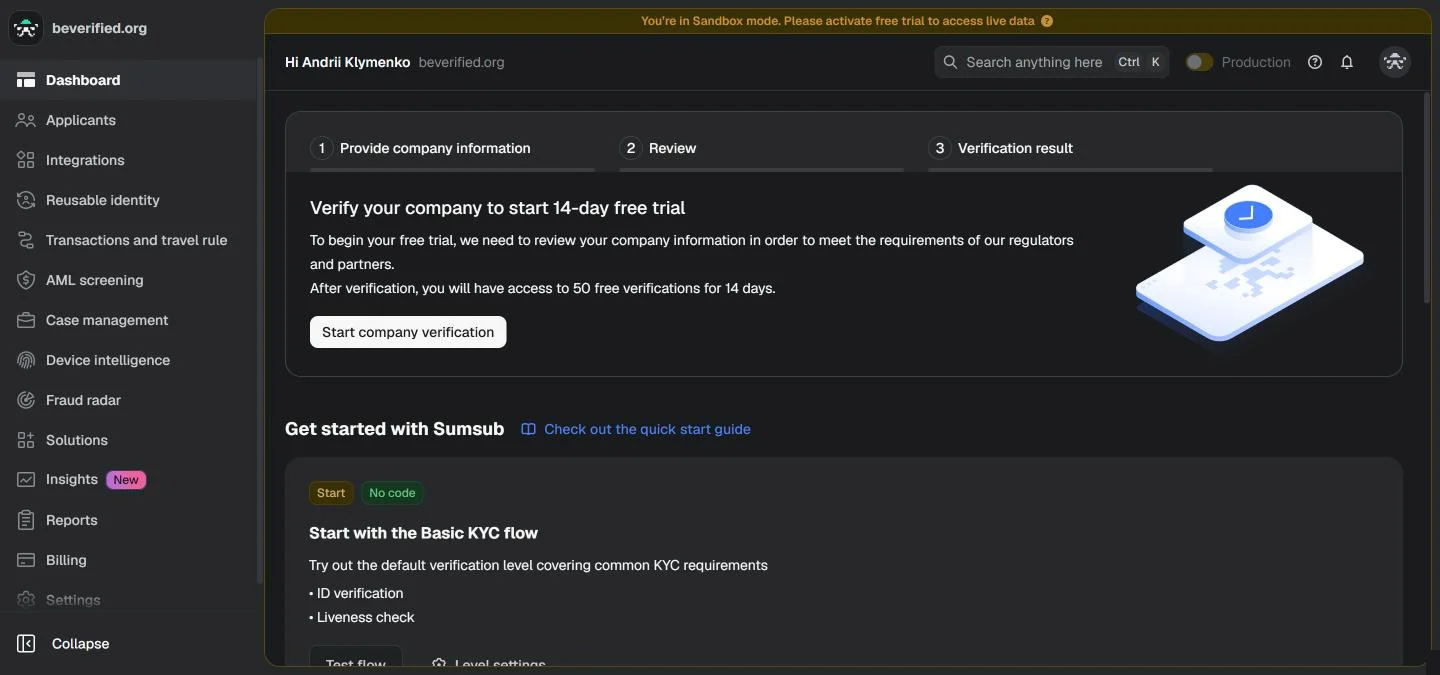 beverified.org
Dashboard
Applicants
Integrations
Reusable identity
Transactions and travel rule
AML screening
Case management
Device intelligence
Fraud radar
Solutions
Insights New
Reports
Billing
Settings
Collapse
You're in Sandbox mode. Please activate free trial to access live data ?
Hi Andrii Klymenko beverified.org
Search anything here Ctrl K
Production
1 Provide company information
2 Review
3 Verification result
Verify your company to start 14-day free trial
To begin your free trial, we need to review your company information in order to meet the requirements of our regulators
and partners.
After verification, you will have access to 50 free verifications for 14 days.
Start company verification
Get started with Sumsub Check out the quick start guide
Start No code
Start with the Basic KYC flow
Try out the default verification level covering common KYC requirements
• ID verification
• Liveness check
Test flow Level settings